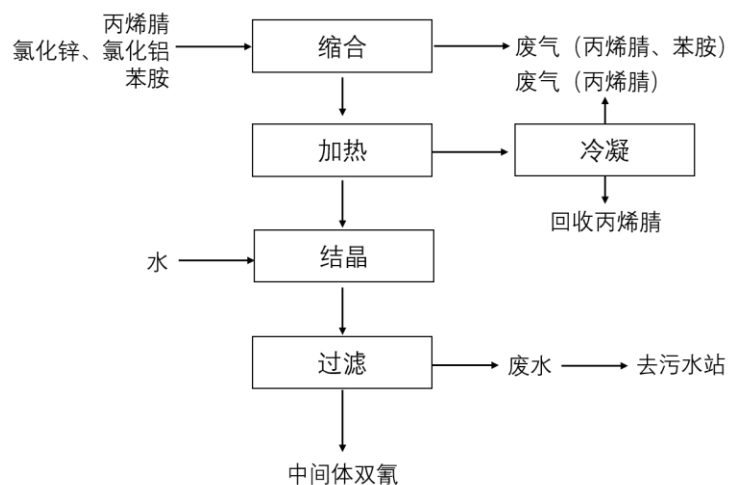 丙烯腈
氯化锌、氯化铝
苯胺
缩合
废气（丙烯腈、苯胺）
废气（丙烯腈）
加热
冷凝
回收丙烯腈
水
结晶
过滤
废水
去污水站
中间体双氰